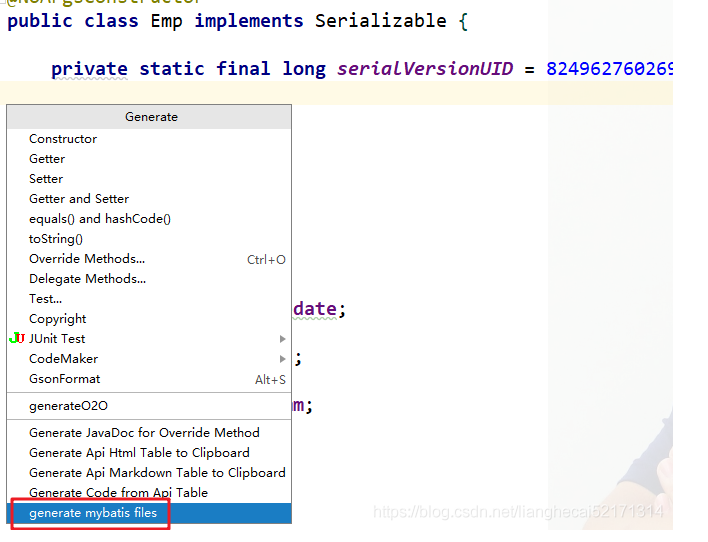 @NoArgsConstructor
public class Emp implements Serializable {
private static final long serialVersionUID = 824962760269
Generate
Constructor
Getter
Setter
Getter and Setter
equals() and hashCode()
toString()
Override Methods... Ctrl+O
Delegate Methods...
Test...
date;
Copyright
JU JUnit Test
;
CodeMaker
GsonFormat Alt+S
generateO2O
m;
Generate JavaDoc for Override Method
Generate Api Html Table to Clipboard
Generate Api Markdown Table to Clipboard
Generate Code from Api Table
generate mybatis files
https://blog.csdn.net/lianghecai52171314